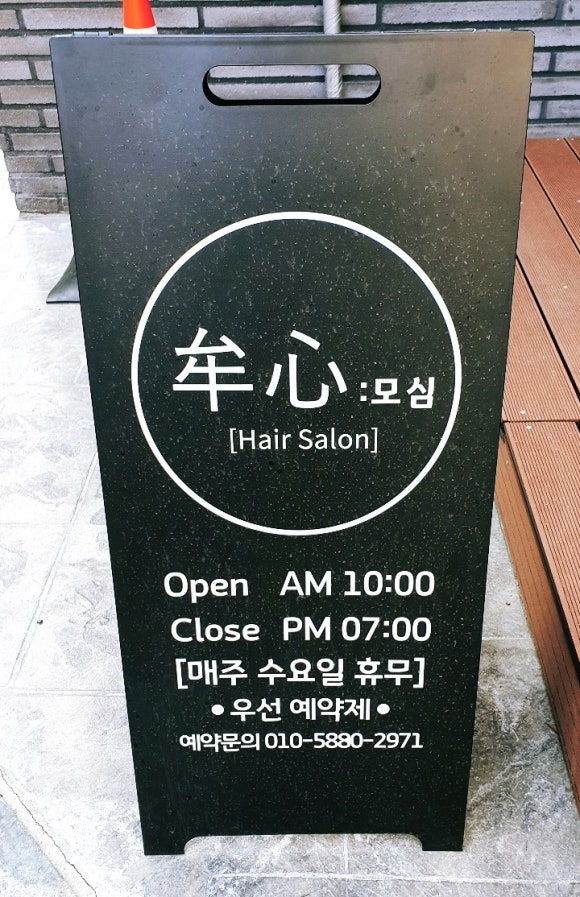 牟心:모심
[Hair Salon]
Open AM 10:00
Close PM 07:00
[매주 수요일 휴무]
• 우선 예약제 •
예약문의 010-5880-2971